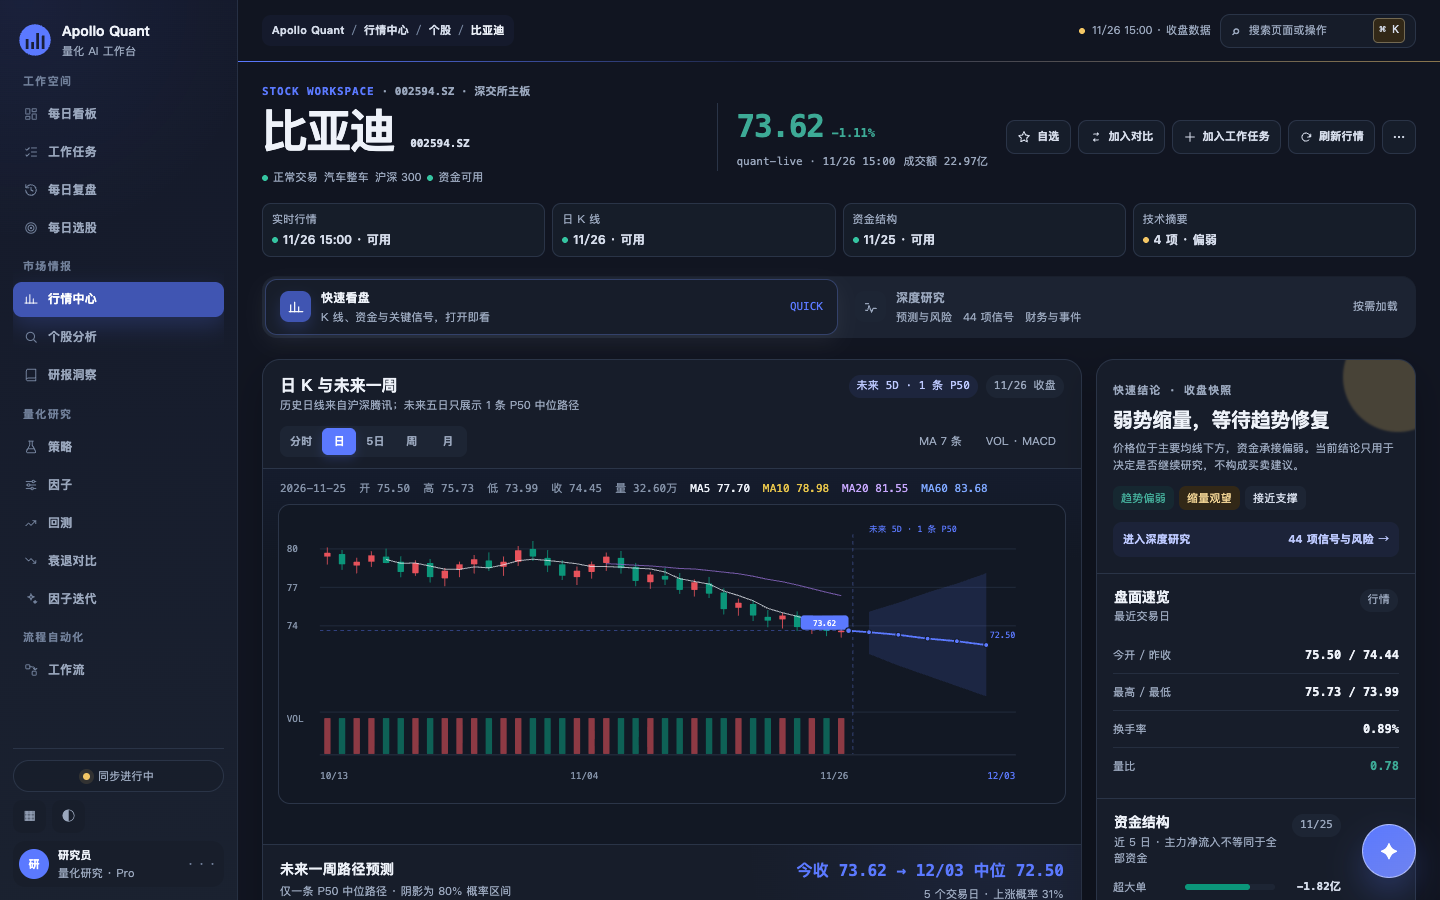 Apollo Quant
量化 AI 工作台
工作空间
每日看板
工作任务
每日复盘
每日选股
市场情报
行情中心
个股分析
研报洞察
量化研究
策略
因子
回测
衰退对比
因子迭代
流程自动化
工作流
同步进行中
研
研究员
量化研究 · Pro
Apollo Quant / 行情中心 / 个股 / 比亚迪
11/26 15:00 · 收盘数据
搜索页面或操作
⌘ K
STOCK WORKSPACE · 002594.SZ · 深交所主板
比亚迪 002594.SZ
正常交易 汽车整车 沪深 300 资金可用
73.62 −1.11%
quant-live · 11/26 15:00 成交额 22.97亿
自选
加入对比
加入工作任务
刷新行情
···
实时行情
11/26 15:00 · 可用
日 K 线
11/26 · 可用
资金结构
11/25 · 可用
技术摘要
4 项 · 偏弱
快速看盘
K 线、资金与关键信号，打开即看
QUICK
深度研究
预测与风险 44 项信号 财务与事件
按需加载
日 K 与未来一周
历史日线来自沪深腾讯；未来五日只展示 1 条 P50 中位路径
未来 5D · 1 条 P50
11/26 收盘
分时 日 5日 周 月
MA 7 条 VOL · MACD
2026-11-25 开 75.50 高 75.73 低 73.99 收 74.45 量 32.60万 MA5 77.70 MA10 78.98 MA20 81.55 MA60 83.68
未来 5D · 1 条 P50
80
77
74
73.62
72.50
VOL
10/13 11/04 11/26 12/03
未来一周路径预测
仅一条 P50 中位路径 · 阴影为 80% 概率区间
今收 73.62 → 12/03 中位 72.50
5 个交易日 · 上涨概率 31%
快速结论 · 收盘快照
弱势缩量，等待趋势修复
价格位于主要均线下方，资金承接偏弱。当前结论只用于
决定是否继续研究，不构成买卖建议。
趋势偏弱 缩量观望 接近支撑
进入深度研究 44 项信号与风险 →
盘面速览
最近交易日
行情
今开 / 昨收 75.50 / 74.44
最高 / 最低 75.73 / 73.99
换手率 0.89%
量比 0.78
资金结构
11/25
近 5 日 · 主力净流入不等同于全
部资金
超大单 −1.82亿